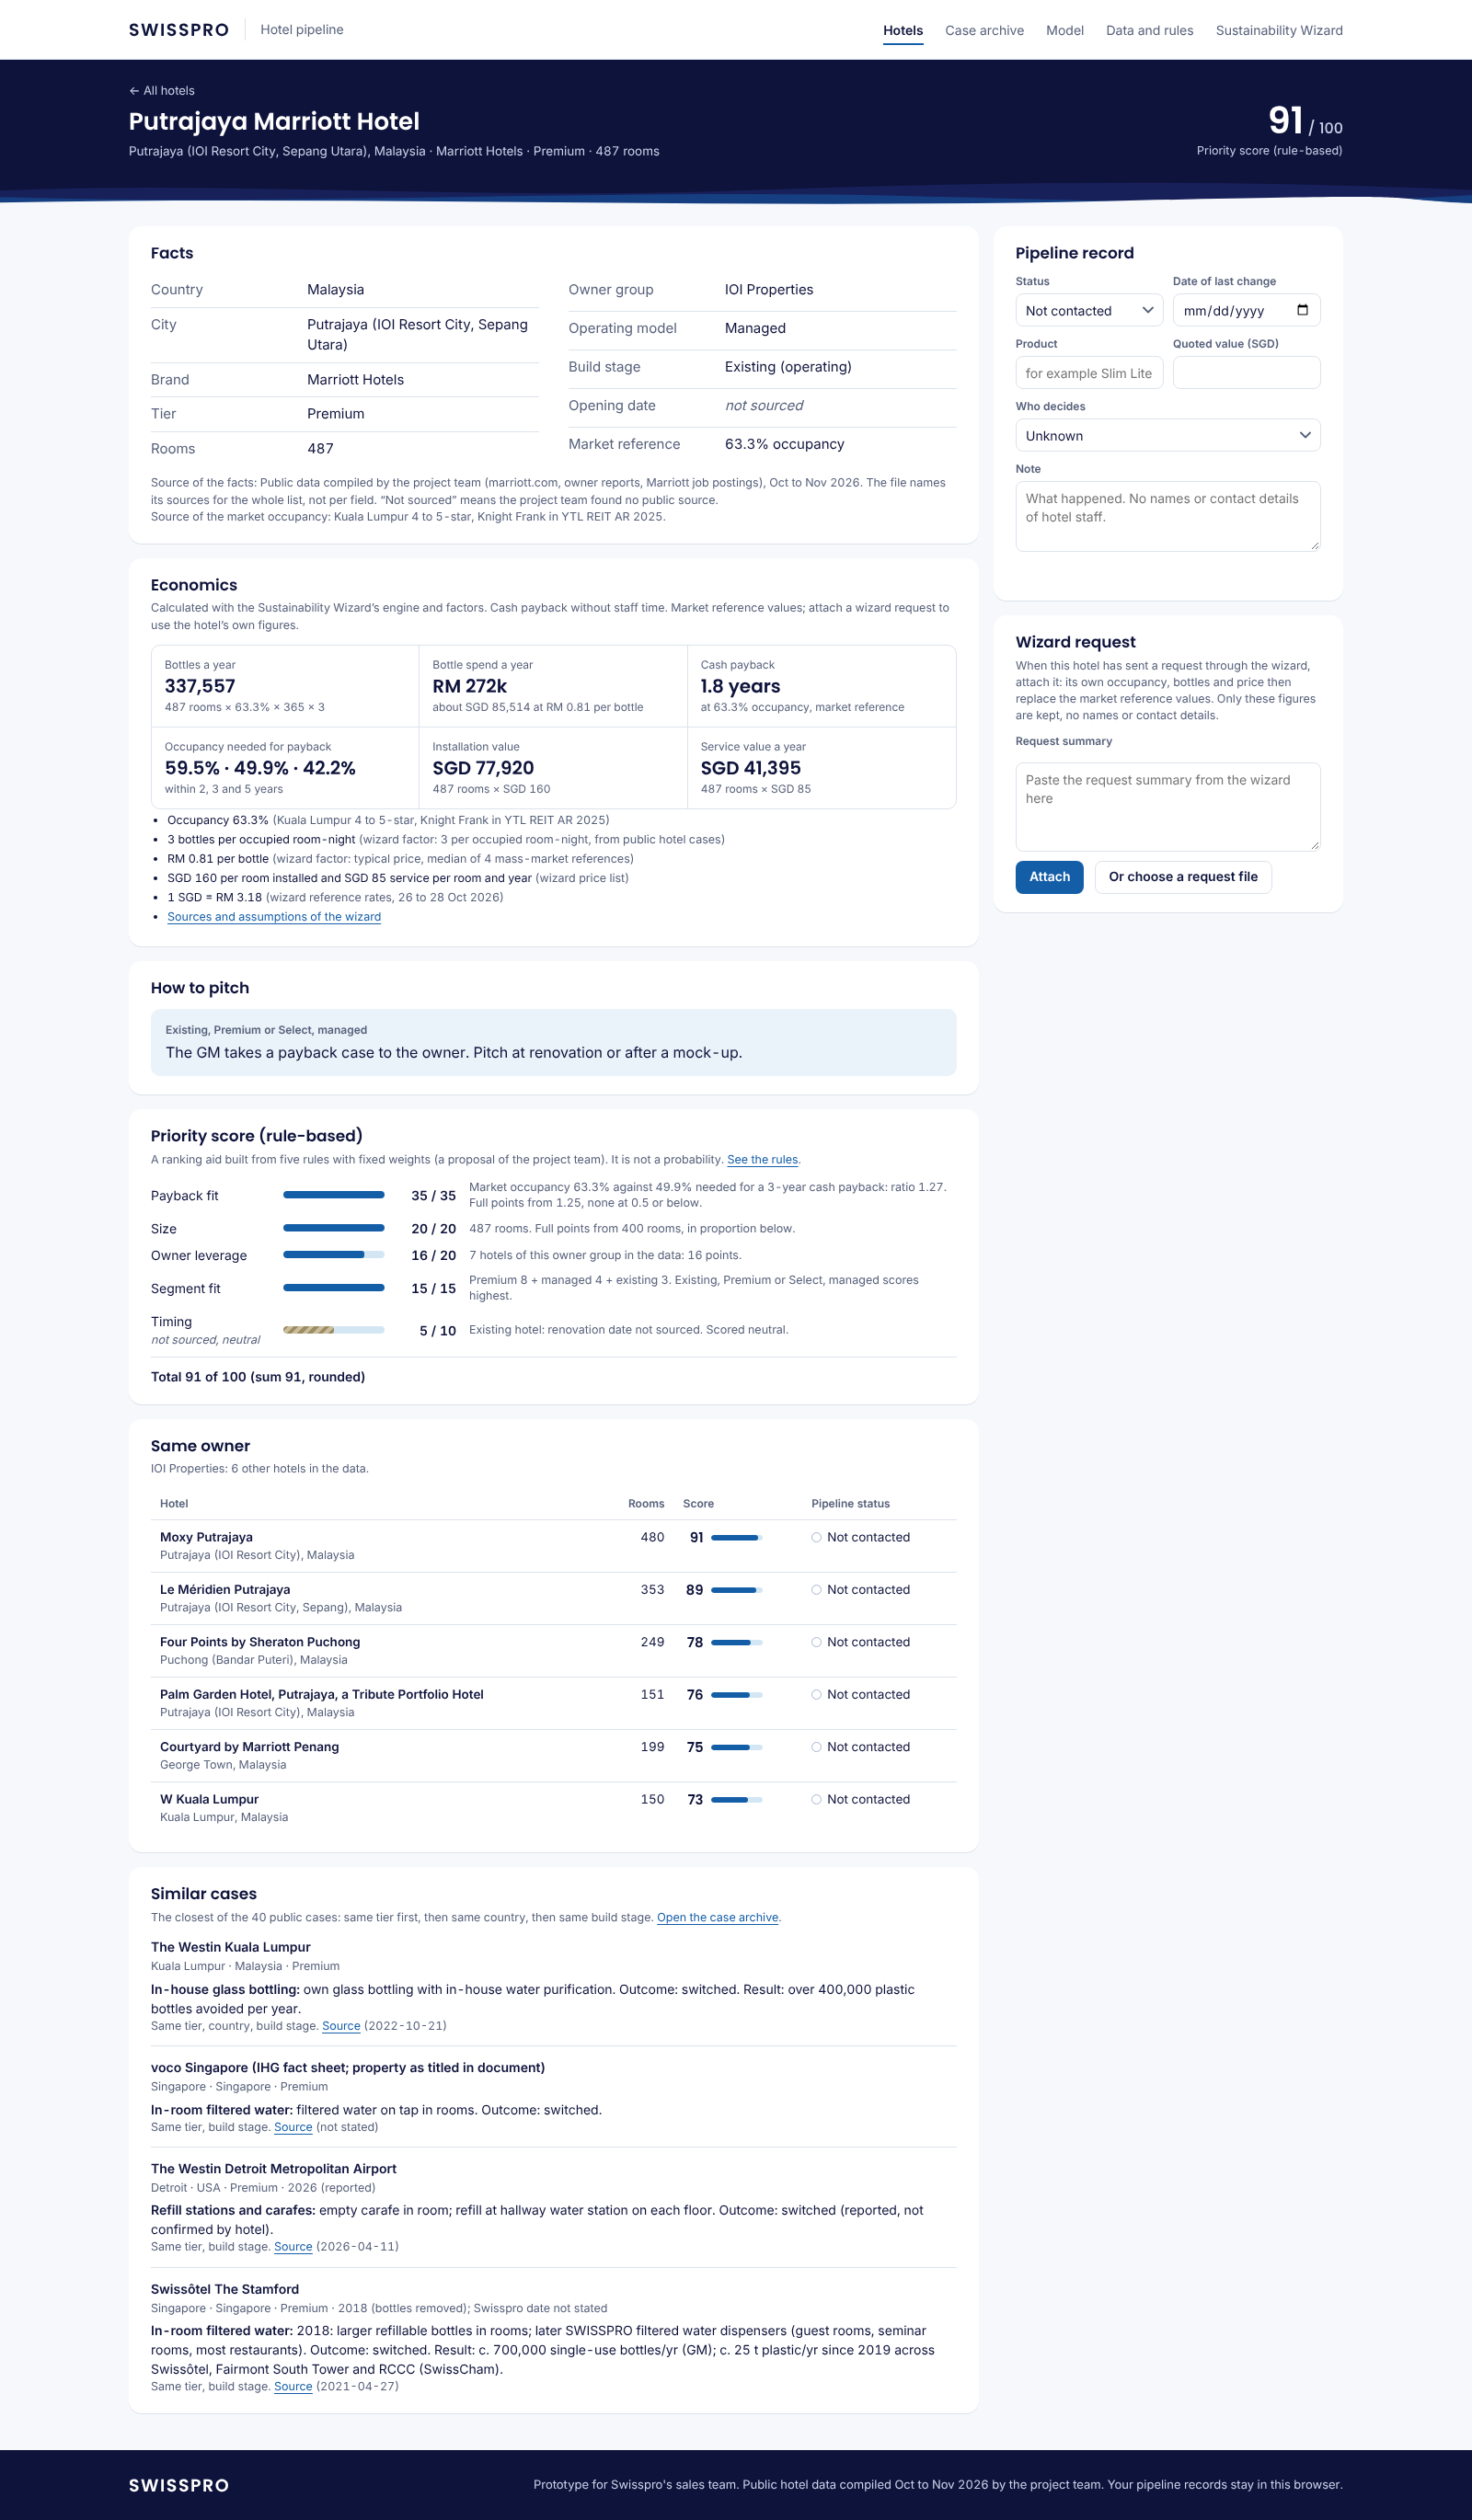 SWISSPRO
Hotel pipeline
Hotels
Case archive
Model
Data and rules
Sustainability Wizard
← All hotels
Putrajaya Marriott Hotel
Putrajaya (IOI Resort City, Sepang Utara), Malaysia · Marriott Hotels · Premium · 487 rooms
91 / 100
Priority score (rule-based)
Facts
Country
Malaysia
City
Putrajaya (IOI Resort City, Sepang
Utara)
Brand
Marriott Hotels
Tier
Premium
Rooms
487
Owner group
IOI Properties
Operating model
Managed
Build stage
Existing (operating)
Opening date
not sourced
Market reference
63.3% occupancy
Source of the facts: Public data compiled by the project team (marriott.com, owner reports, Marriott job postings), Oct to Nov 2026. The file names
its sources for the whole list, not per field. “Not sourced” means the project team found no public source.
Source of the market occupancy: Kuala Lumpur 4 to 5-star, Knight Frank in YTL REIT AR 2025.
Economics
Calculated with the Sustainability Wizard’s engine and factors. Cash payback without staff time. Market reference values; attach a wizard request to
use the hotel’s own figures.
Bottles a year
337,557
487 rooms × 63.3% × 365 × 3
Bottle spend a year
RM 272k
about SGD 85,514 at RM 0.81 per bottle
Cash payback
1.8 years
at 63.3% occupancy, market reference
Occupancy needed for payback
59.5% · 49.9% · 42.2%
within 2, 3 and 5 years
Installation value
SGD 77,920
487 rooms × SGD 160
Service value a year
SGD 41,395
487 rooms × SGD 85
• Occupancy 63.3% (Kuala Lumpur 4 to 5-star, Knight Frank in YTL REIT AR 2025)
• 3 bottles per occupied room-night (wizard factor: 3 per occupied room-night, from public hotel cases)
• RM 0.81 per bottle (wizard factor: typical price, median of 4 mass-market references)
• SGD 160 per room installed and SGD 85 service per room and year (wizard price list)
• 1 SGD = RM 3.18 (wizard reference rates, 26 to 28 Oct 2026)
• Sources and assumptions of the wizard
How to pitch
Existing, Premium or Select, managed
The GM takes a payback case to the owner. Pitch at renovation or after a mock-up.
Priority score (rule-based)
A ranking aid built from five rules with fixed weights (a proposal of the project team). It is not a probability. See the rules.
Payback fit
35 / 35
Market occupancy 63.3% against 49.9% needed for a 3-year cash payback: ratio 1.27.
Full points from 1.25, none at 0.5 or below.
Size
20 / 20
487 rooms. Full points from 400 rooms, in proportion below.
Owner leverage
16 / 20
7 hotels of this owner group in the data: 16 points.
Segment fit
15 / 15
Premium 8 + managed 4 + existing 3. Existing, Premium or Select, managed scores
highest.
Timing
not sourced, neutral
5 / 10
Existing hotel: renovation date not sourced. Scored neutral.
Total 91 of 100 (sum 91, rounded)
Same owner
IOI Properties: 6 other hotels in the data.
Hotel
Rooms
Score
Pipeline status
Moxy Putrajaya
Putrajaya (IOI Resort City), Malaysia
480
91
Not contacted
Le Méridien Putrajaya
Putrajaya (IOI Resort City, Sepang), Malaysia
353
89
Not contacted
Four Points by Sheraton Puchong
Puchong (Bandar Puteri), Malaysia
249
78
Not contacted
Palm Garden Hotel, Putrajaya, a Tribute Portfolio Hotel
Putrajaya (IOI Resort City), Malaysia
151
76
Not contacted
Courtyard by Marriott Penang
George Town, Malaysia
199
75
Not contacted
W Kuala Lumpur
Kuala Lumpur, Malaysia
150
73
Not contacted
Similar cases
The closest of the 40 public cases: same tier first, then same country, then same build stage. Open the case archive.
The Westin Kuala Lumpur
Kuala Lumpur · Malaysia · Premium
In-house glass bottling: own glass bottling with in-house water purification. Outcome: switched. Result: over 400,000 plastic
bottles avoided per year.
Same tier, country, build stage. Source (2022-10-21)
voco Singapore (IHG fact sheet; property as titled in document)
Singapore · Singapore · Premium
In-room filtered water: filtered water on tap in rooms. Outcome: switched.
Same tier, build stage. Source (not stated)
The Westin Detroit Metropolitan Airport
Detroit · USA · Premium · 2026 (reported)
Refill stations and carafes: empty carafe in room; refill at hallway water station on each floor. Outcome: switched (reported, not
confirmed by hotel).
Same tier, build stage. Source (2026-04-11)
Swissôtel The Stamford
Singapore · Singapore · Premium · 2018 (bottles removed); Swisspro date not stated
In-room filtered water: 2018: larger refillable bottles in rooms; later SWISSPRO filtered water dispensers (guest rooms, seminar
rooms, most restaurants). Outcome: switched. Result: c. 700,000 single-use bottles/yr (GM); c. 25 t plastic/yr since 2019 across
Swissôtel, Fairmont South Tower and RCCC (SwissCham).
Same tier, build stage. Source (2021-04-27)
Pipeline record
Status
Date of last change
Not contacted
mm/dd/yyyy
Product
Quoted value (SGD)
for example Slim Lite
Who decides
Unknown
Note
What happened. No names or contact details
of hotel staff.
Wizard request
When this hotel has sent a request through the wizard,
attach it: its own occupancy, bottles and price then
replace the market reference values. Only these figures
are kept, no names or contact details.
Request summary
Paste the request summary from the wizard
here
Attach
Or choose a request file
SWISSPRO
Prototype for Swisspro's sales team. Public hotel data compiled Oct to Nov 2026 by the project team. Your pipeline records stay in this browser.